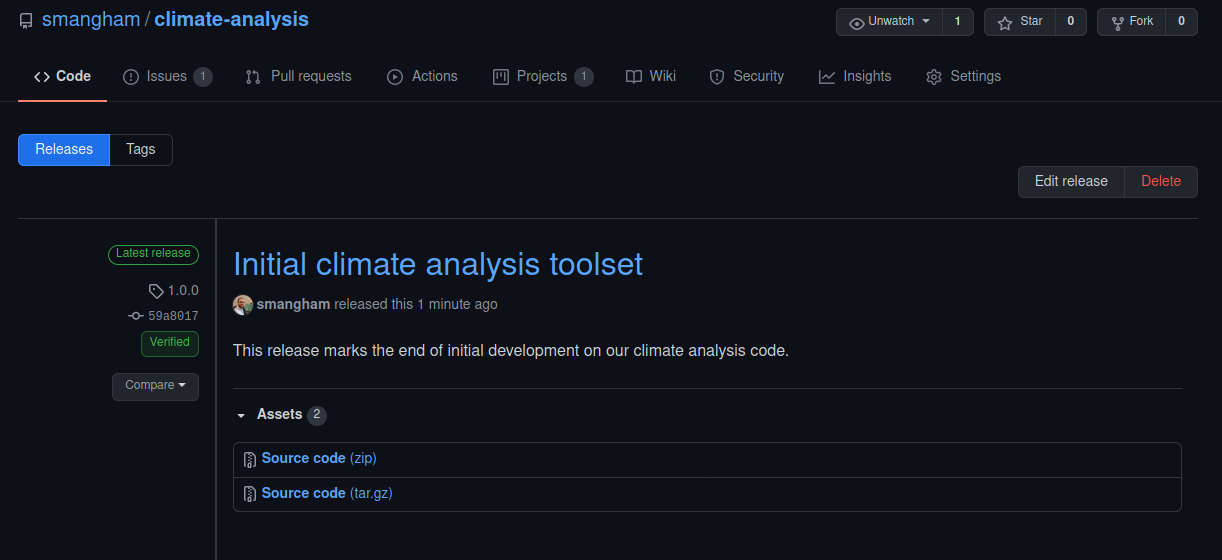 smangham / climate-analysis
Unwatch 1 Star 0 Fork 0
Code Issues 1 Pull requests Actions Projects 1 Wiki Security Insights Settings
Releases Tags
Edit release Delete
Latest release
1.0.0
59a8017
Verified
Compare
Initial climate analysis toolset
smangham released this 1 minute ago
This release marks the end of initial development on our climate analysis code.
Assets 2
Source code (zip)
Source code (tar.gz)